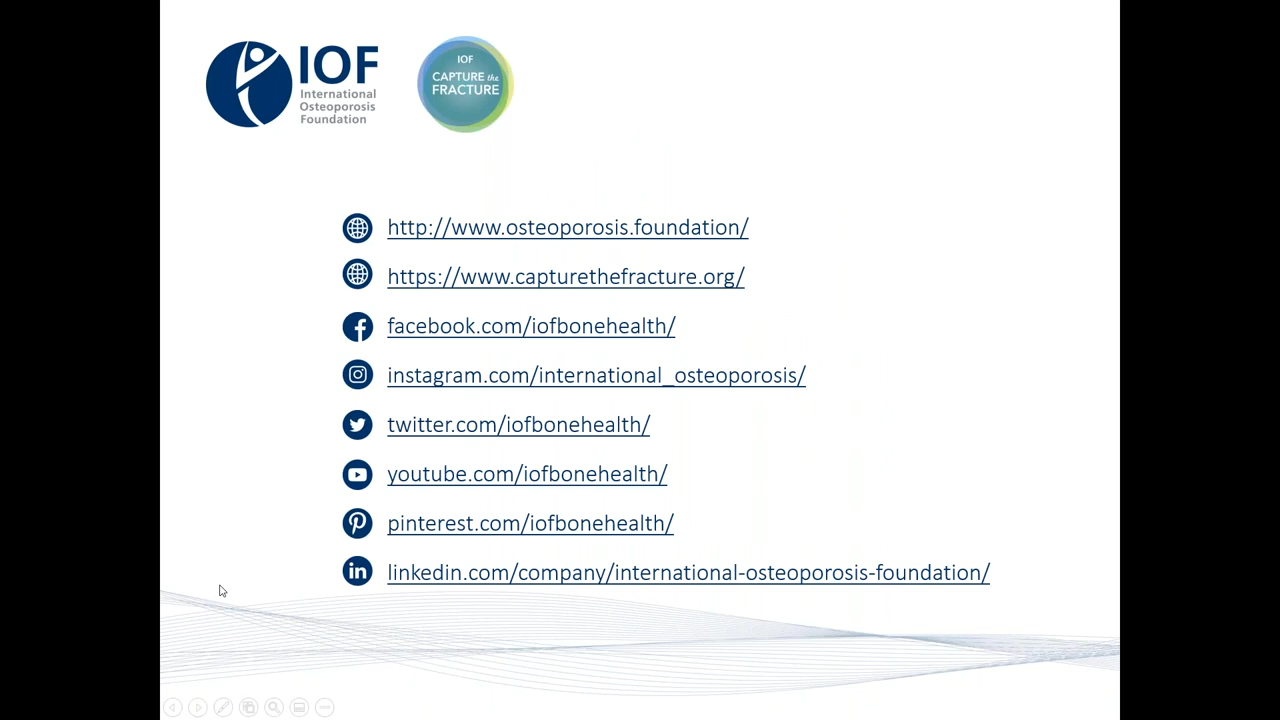 IOF
International
Osteoporosis
Foundation
IOF
CAPTURE the
FRACTURE
http://www.osteoporosis.foundation/
https://www.capturethefracture.org/
facebook.com/iofbonehealth/
instagram.com/international_osteoporosis/
twitter.com/iofbonehealth/
youtube.com/iofbonehealth/
pinterest.com/iofbonehealth/
linkedin.com/company/international-osteoporosis-foundation/